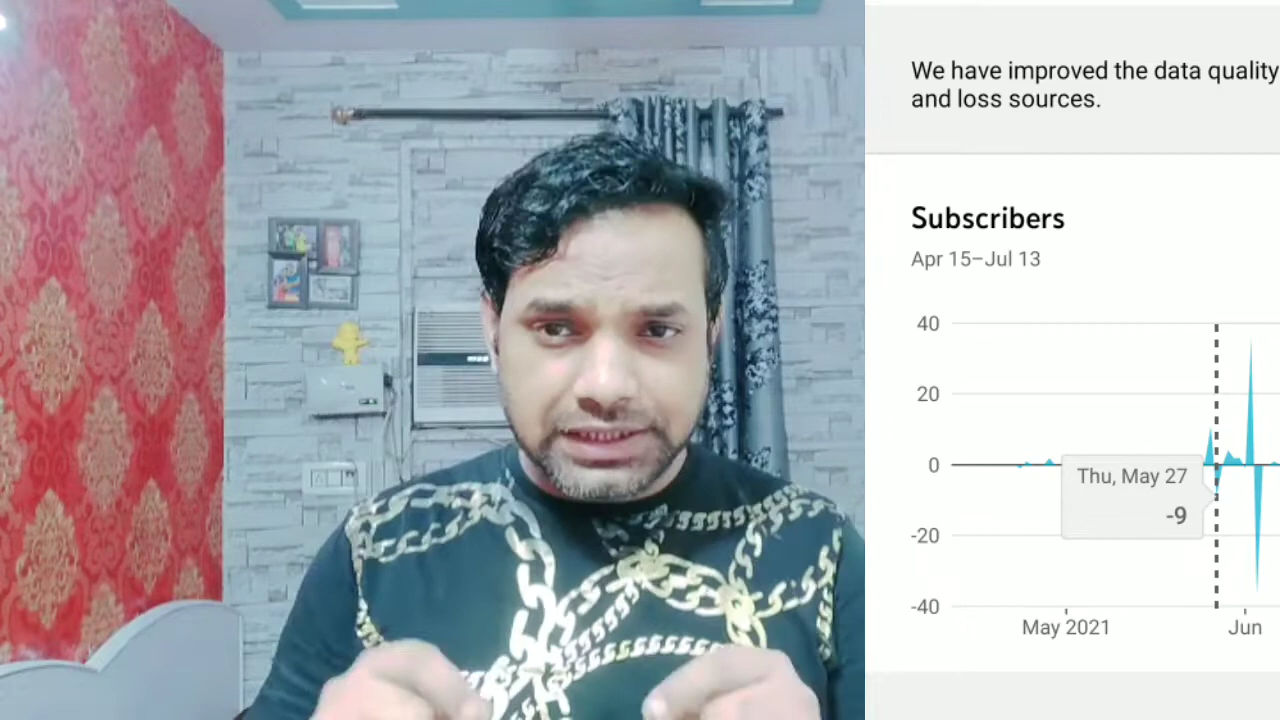 We have improved the data quality
and loss sources.
Subscribers
Apr 15–Jul 13
40
20
0
Thu, May 27
-9
-20
-40
May 2021
Jun